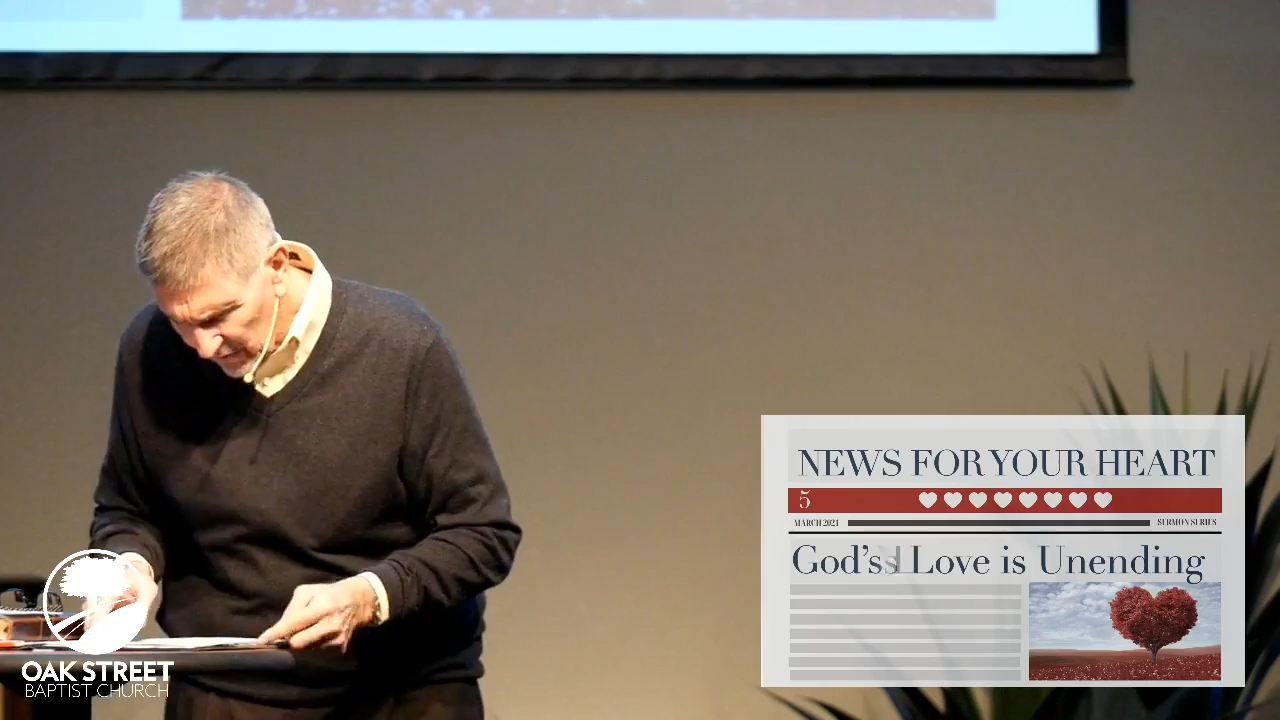 NEWS FOR YOUR HEART
5
MARCH 2021 SERMON SERIES
God's Love is Unending
OAK STREET
BAPTIST CHURCH